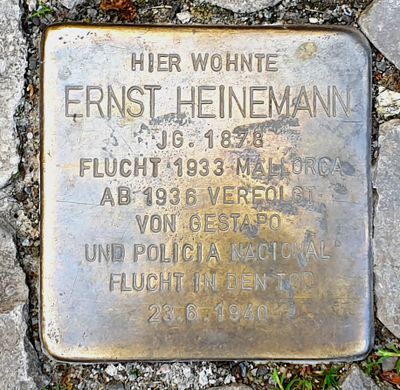 HIER WOHNTE
ERNST HEINEMANN
JG. 1878
FLUCHT 1933 MALLORCA
AB 1936 VERFOLGT
VON GESTAPO
UND POLICIA NACIONAL
FLUCHT IN DEN TOD
23.6.1940